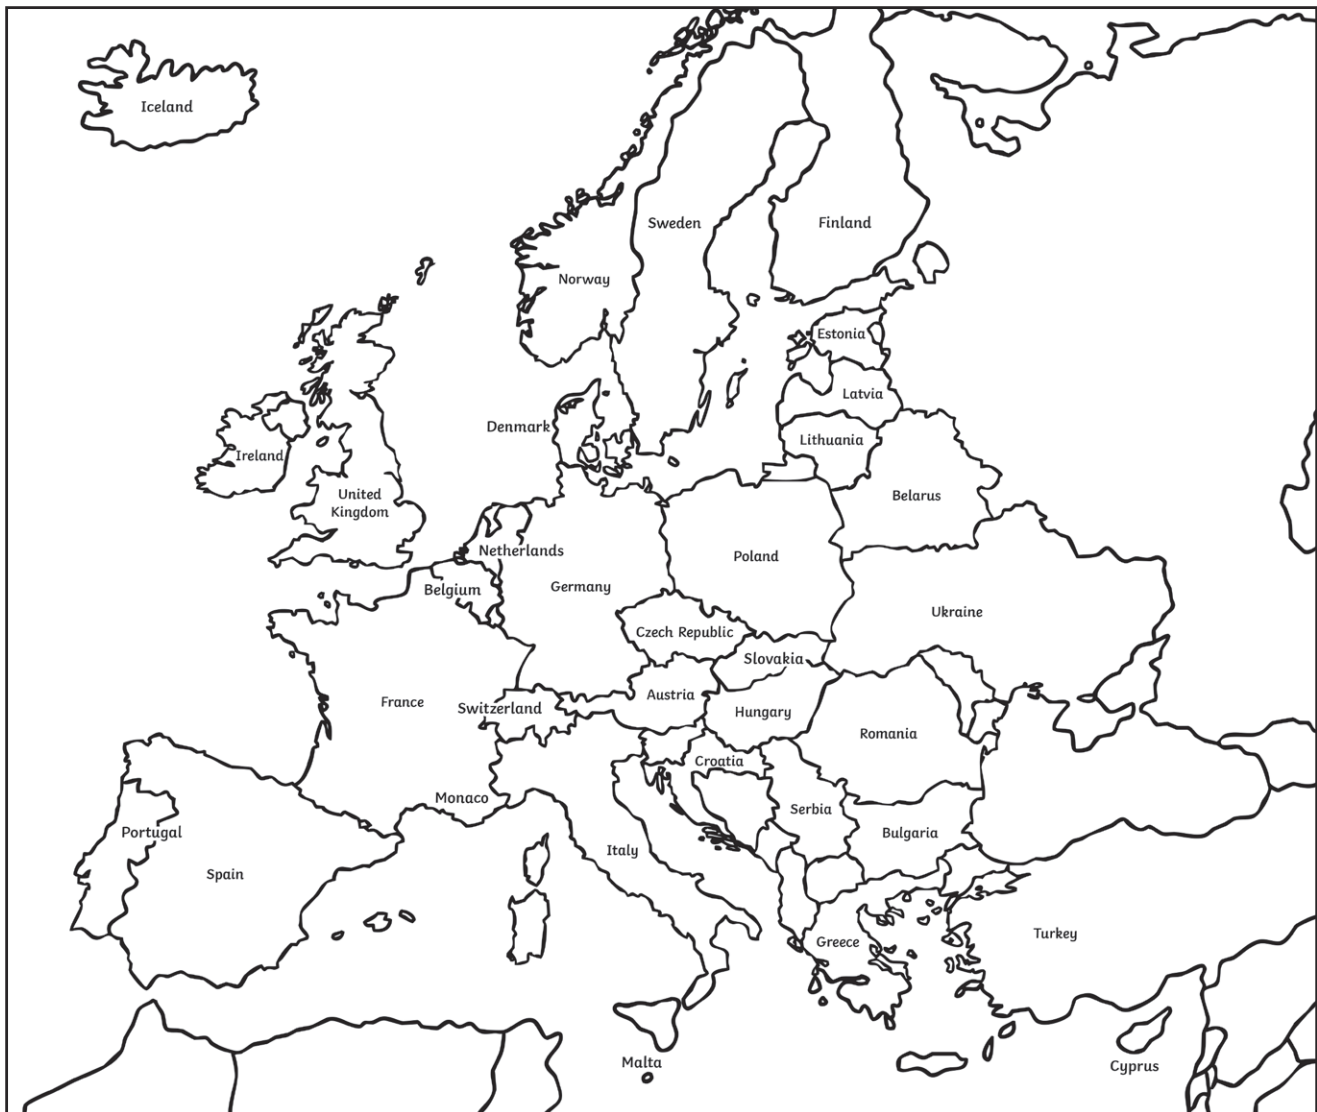 Iceland
Sweden
Finland
Norway
Estonia
Latvia
Denmark
Lithuania
Ireland
United
Kingdom
Belarus
Netherlands
Poland
Germany
Belgium
Ukraine
Czech Republic
Slovakia
Austria
France
Switzerland
Hungary
Romania
Croatia
Monaco
Serbia
Portugal
Bulgaria
Italy
Spain
Turkey
Greece
Malta
Cyprus